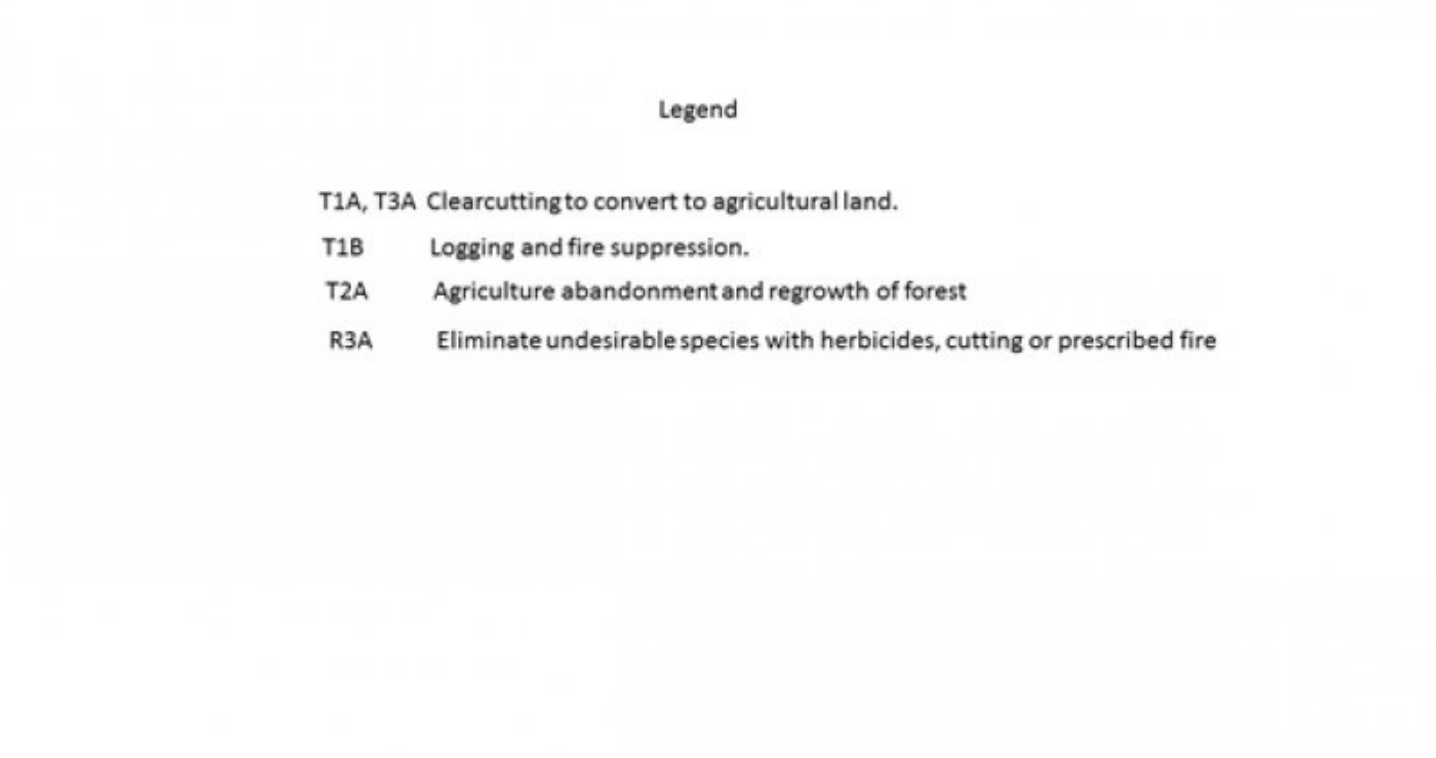 Legend
T1A, T3A Clearcutting to convert to agricultural land.
T1B Logging and fire suppression.
T2A Agriculture abandonment and regrowth of forest
R3A Eliminate undesirable species with herbicides, cutting or prescribed fire